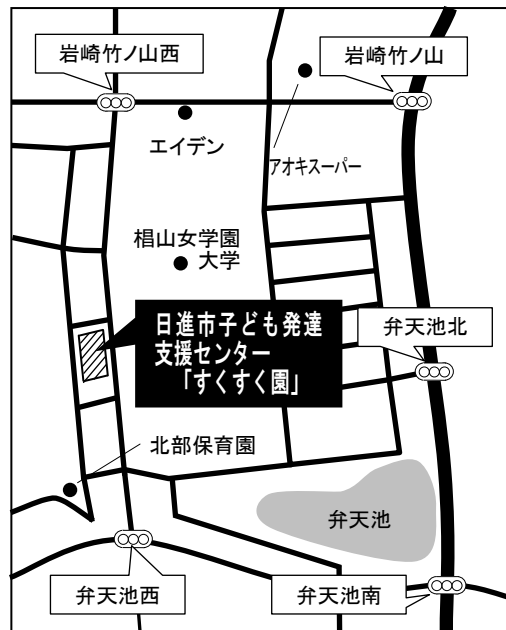 岩崎竹ノ山西
岩崎竹ノ山
エイデン
アオキスーパー
椙山女学園
大学
日進市子ども発達
支援センター
「すくすく園」
弁天池北
北部保育園
弁天池
弁天池西
弁天池南